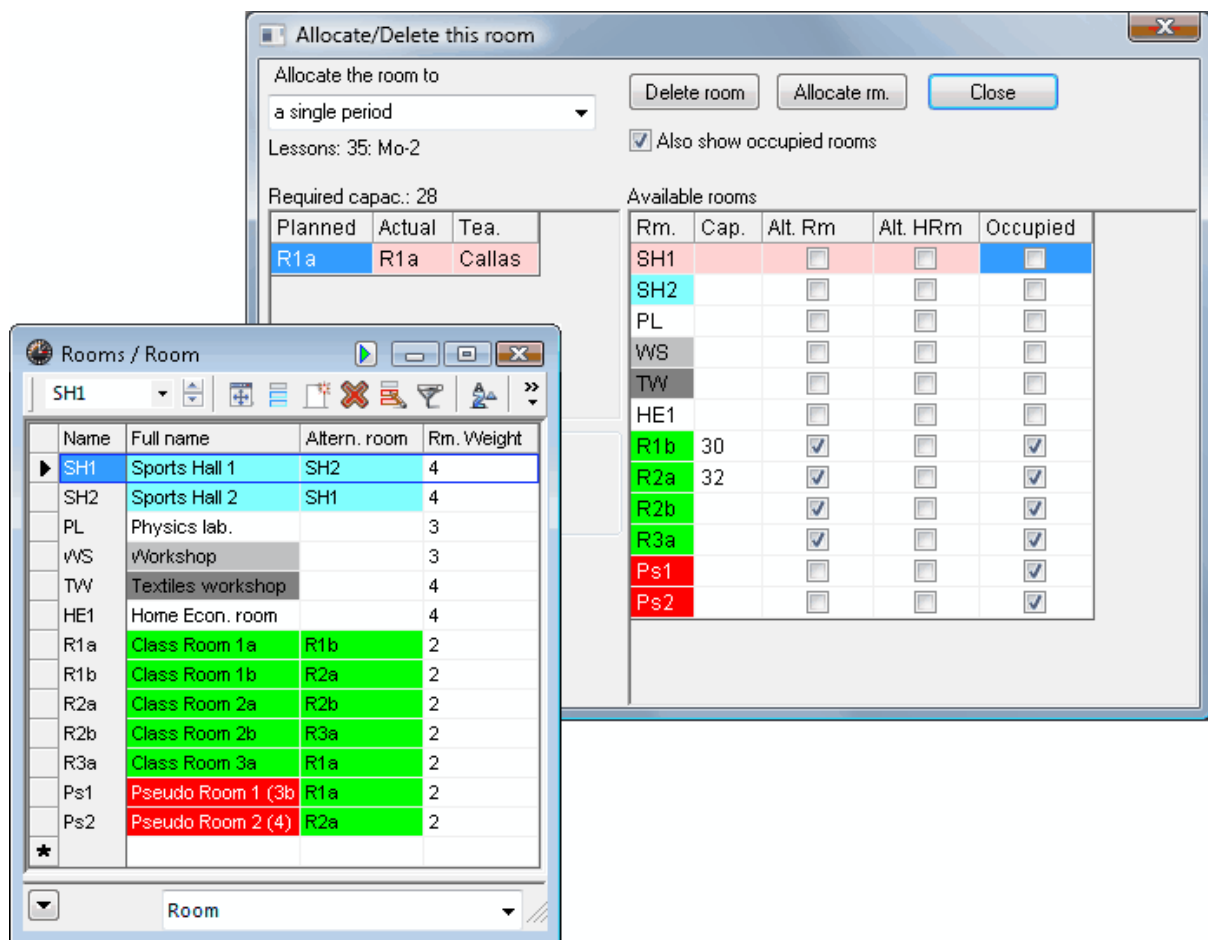 Allocate/Delete this room
Allocate the room to
a single period
Delete room Allocate rm. Close
Also show occupied rooms
Lessons: 35: Mo-2
Required capac.: 28
Planned Actual Tea.
R1a R1a Callas
Available rooms
Rm. Cap. Alt. Rm Alt. HRm Occupied
SH1
SH2
PL
WS
TW
HE1
R1b 30
R2a 32
R2b
R3a
Ps1
Ps2
Rooms / Room
SH1
Name Full name Altern. room Rm. Weight
SH1 Sports Hall 1 SH2 4
SH2 Sports Hall 2 SH1 4
PL Physics lab. 3
WS Workshop 3
TW Textiles workshop 4
HE1 Home Econ. room 4
R1a Class Room 1a R1b 2
R1b Class Room 1b R2a 2
R2a Class Room 2a R2b 2
R2b Class Room 2b R3a 2
R3a Class Room 3a R1a 2
Ps1 Pseudo Room 1 (3b R1a 2
Ps2 Pseudo Room 2 (4) R2a 2
Room